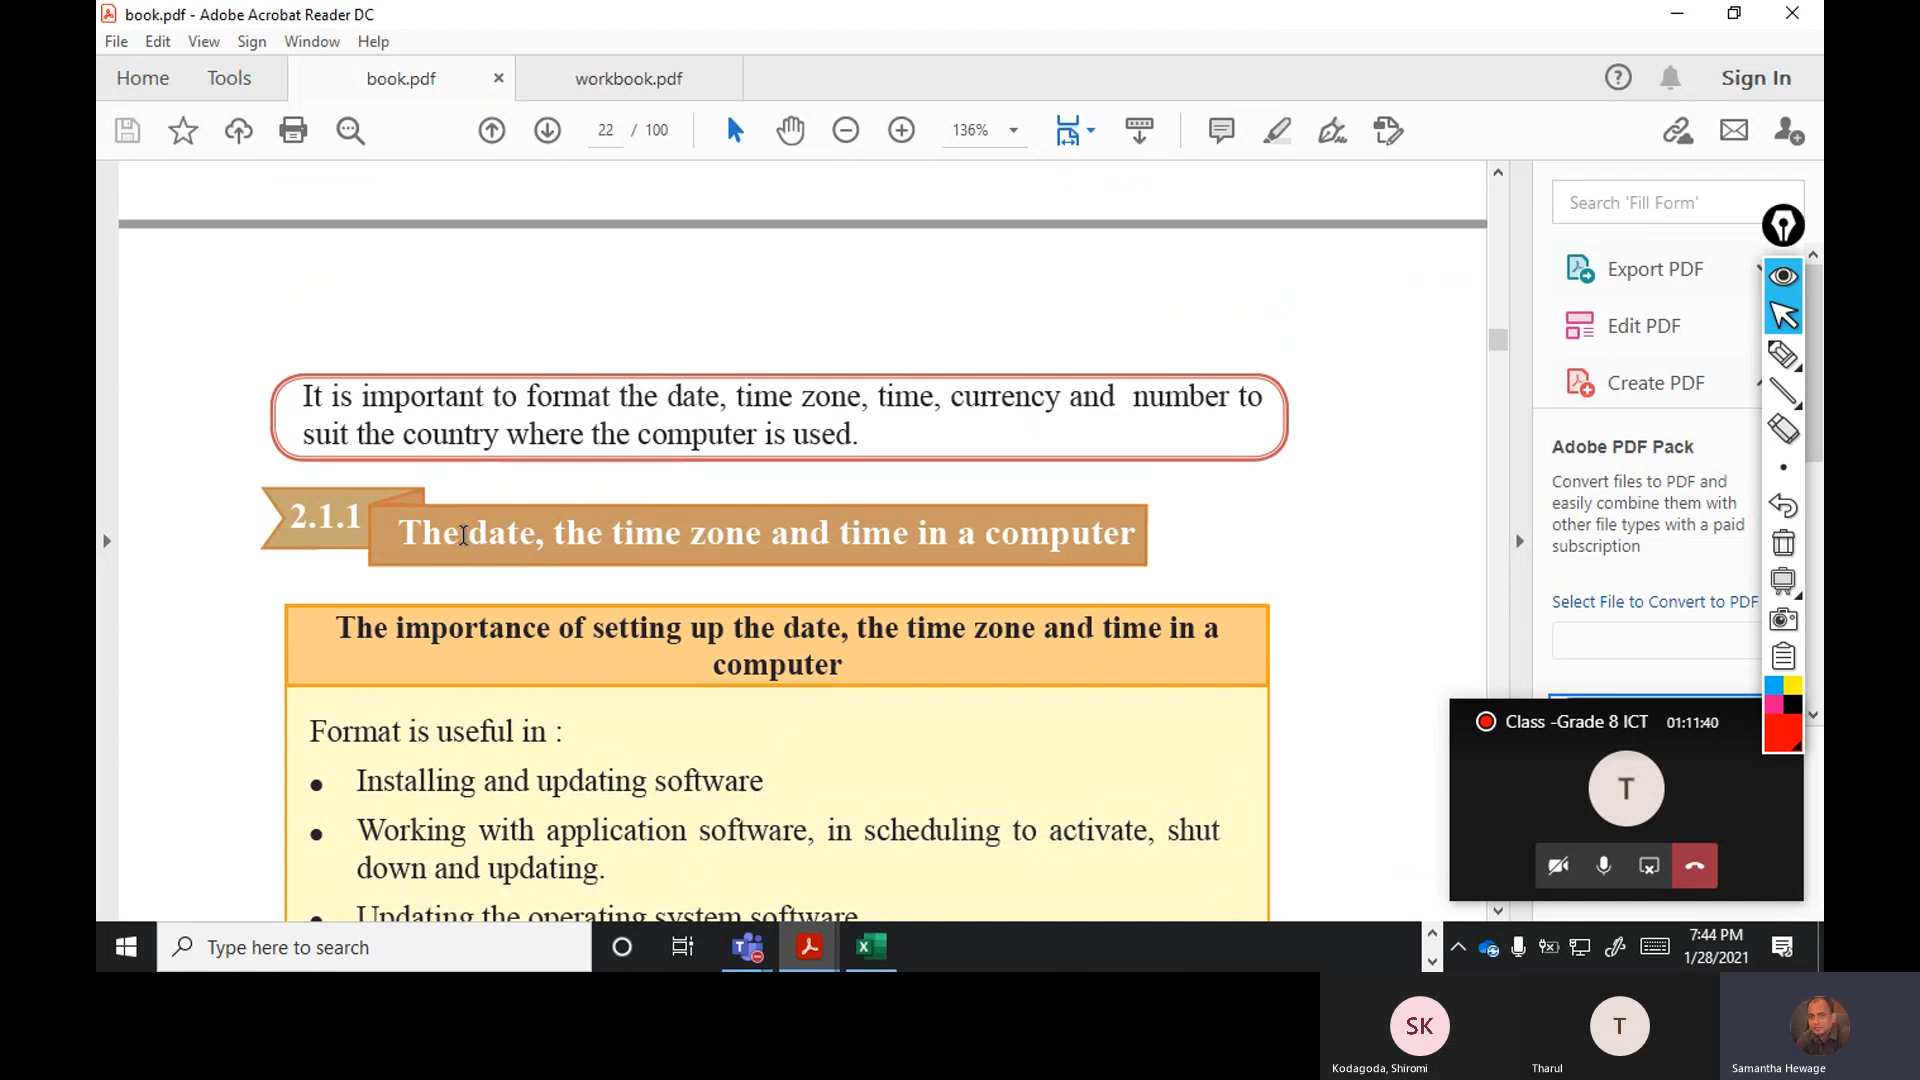 book.pdf - Adobe Acrobat Reader DC
File Edit View Sign Window Help
Home Tools book.pdf × workbook.pdf Sign In
22 / 100 136%
Search 'Fill Form'
Export PDF
Edit PDF
Create PDF
Adobe PDF Pack
Convert files to PDF and
easily combine them with
other file types with a paid
subscription
Select File to Convert to PDF
It is important to format the date, time zone, time, currency and number to
suit the country where the computer is used.
2.1.1 The date, the time zone and time in a computer
The importance of setting up the date, the time zone and time in a
computer
Format is useful in :
• Installing and updating software
• Working with application software, in scheduling to activate, shut
down and updating.
• Updating the operating system software
Class -Grade 8 ICT 01:11:40
T
Type here to search
7:44 PM
1/28/2021
SK
T
Kodagoda, Shiromi
Tharul
Samantha Hewage